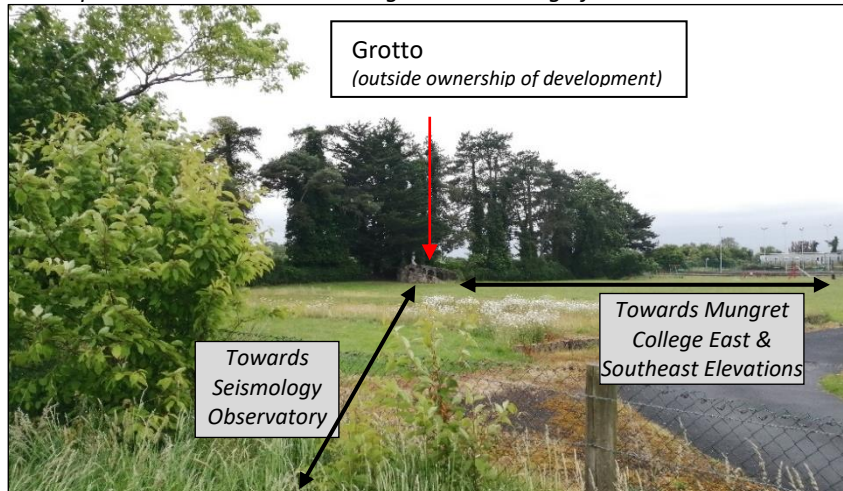 Grotto
(outside ownership of development)
Towards Mungret
College East &
Southeast Elevations
Towards
Seismology
Observatory